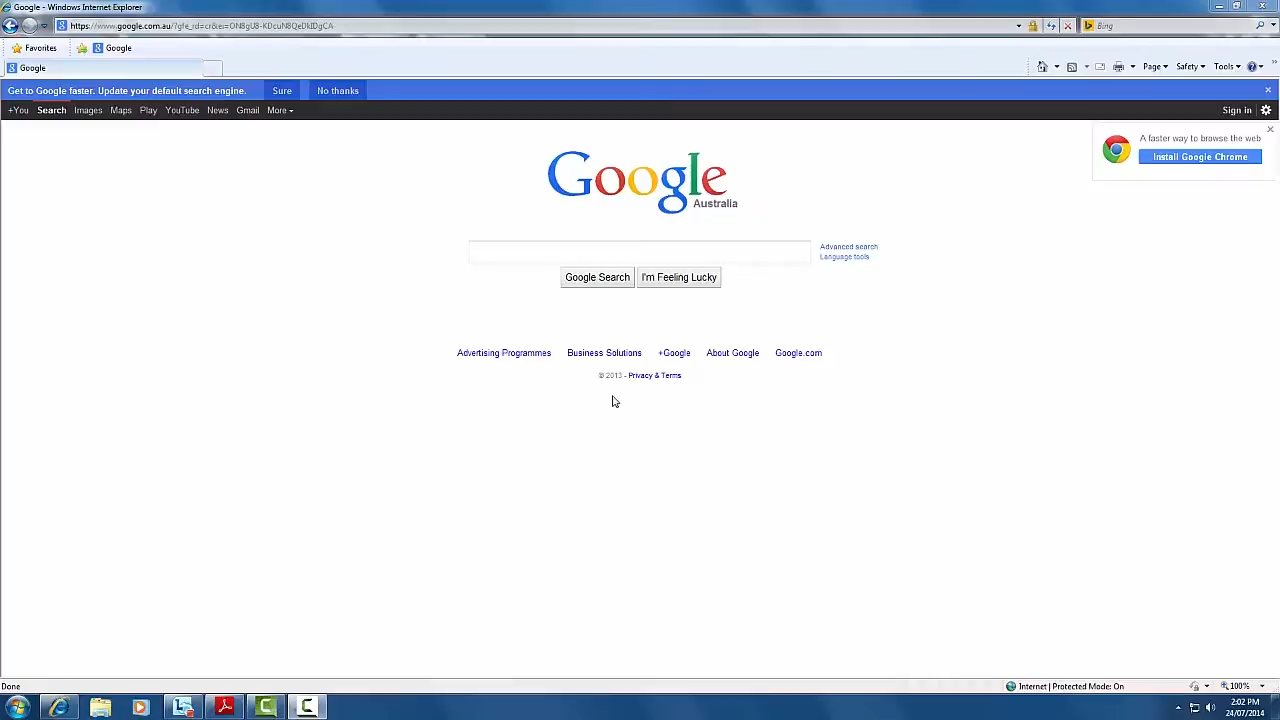 Google - Windows Internet Explorer
https://www.google.com.au/?gfe_rd=cr&ei=ON8gU8-KDcuN8QeDkIDgCA
Bing
Favorites
Google
Google
Page
Safety
Tools
Get to Google faster. Update your default search engine.
Sure
No thanks
+You Search Images Maps Play YouTube News Gmail More
Sign in
A faster way to browse the web
Install Google Chrome
Google
Australia
Advanced search
Language tools
Google Search
I'm Feeling Lucky
Advertising Programmes Business Solutions +Google About Google Google.com
© 2013 - Privacy & Terms
Done
Internet | Protected Mode: On
100%
2:02 PM
24/07/2014